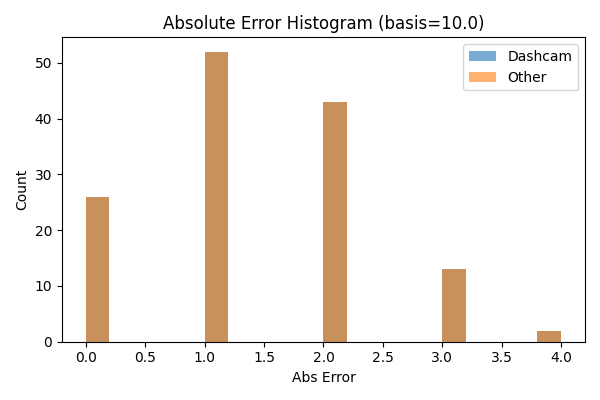 Absolute Error Histogram (basis=10.0)
Dashcam
Other
Count
50
40
30
20
10
0
0.0 0.5 1.0 1.5 2.0 2.5 3.0 3.5 4.0
Abs Error